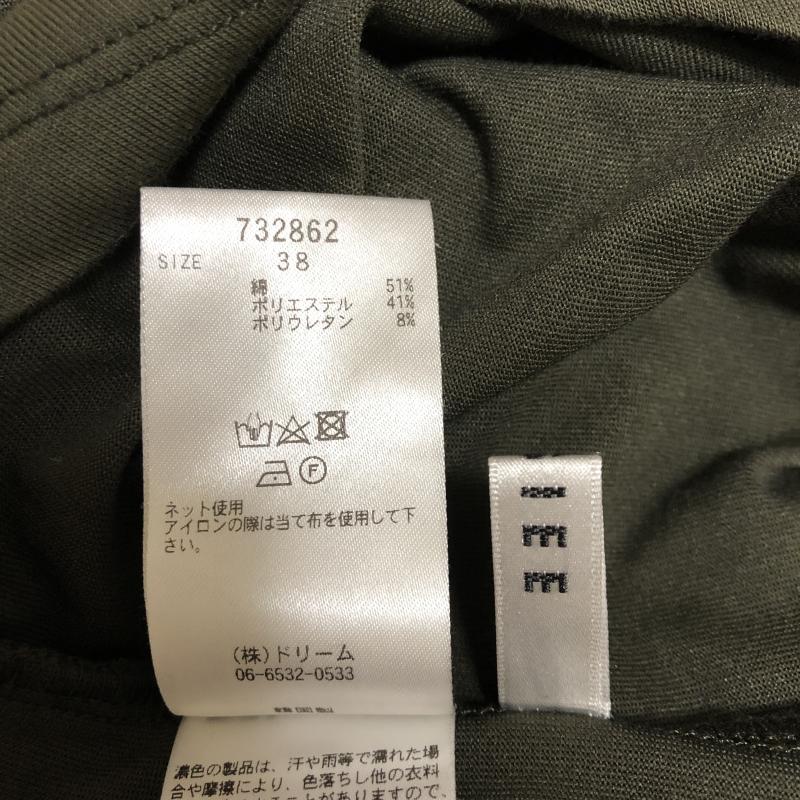 732862
SIZE 38
綿 51%
ポリエステル 41%
ポリウレタン 8%
F
ネット使用
アイロンの際は当て布を使用して下
さい。
(株)ドリーム
06-6532-0533
濃色の製品は、汗や雨等で濡れた場
合や摩擦により、色落ちし他の衣料